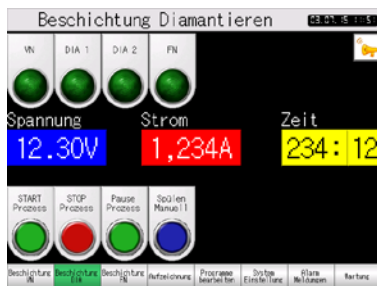 Beschichtung Diamantieren
VN
DIA 1
DIA 2
FN
Spannung
Strom
Zeit
12.30V
1,234A
234: 12
START Prozess
STOP Prozess
Pause Prozess
Spülen Manuell
Beschichtung VN
Beschichtung DIA
Beschichtung FN
Aufzeichnung
Programme bearbeiten
System Einstellung
Alarm Meldungen
Wartung